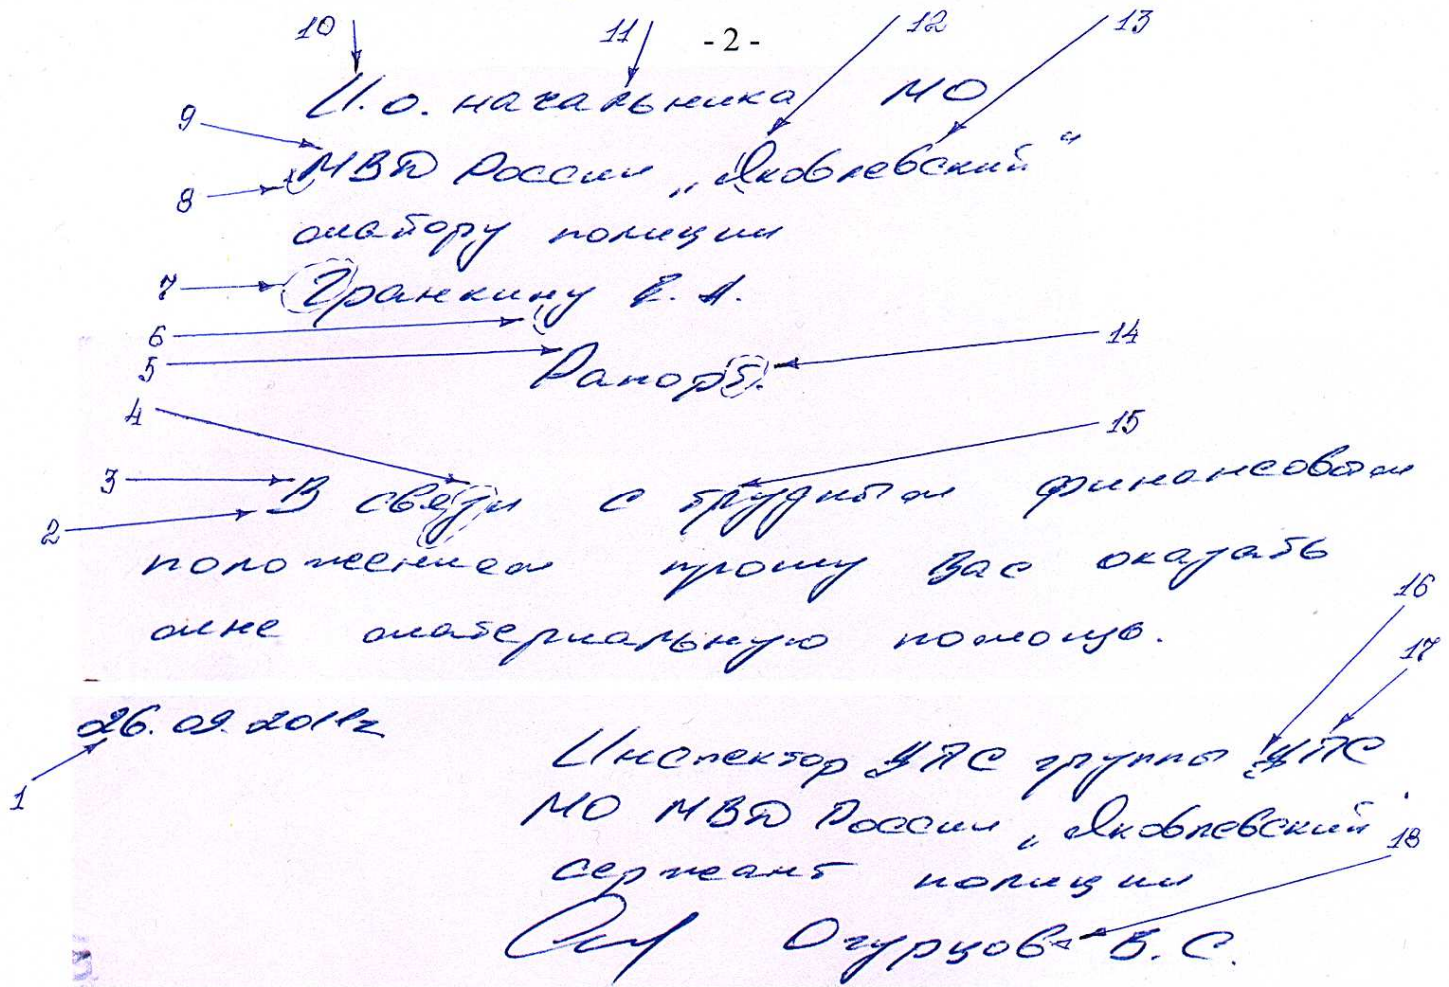 10 11 - 2 - 12 13
И.о. начальника МО
9
МВД России „Яковлевский“
8
майору полиции
7 Гранкину Е. А.
6
5 Рапорт. 14
4
15
3 В связи с трудным финансовым
2
положением прошу Вас оказать
мне материальную помощь.
16
17
26.09.2011г
1
Инспектор ППС группы ППС
МО МВД России „Яковлевский“
18
сержант полиции
Огурцов В. С.